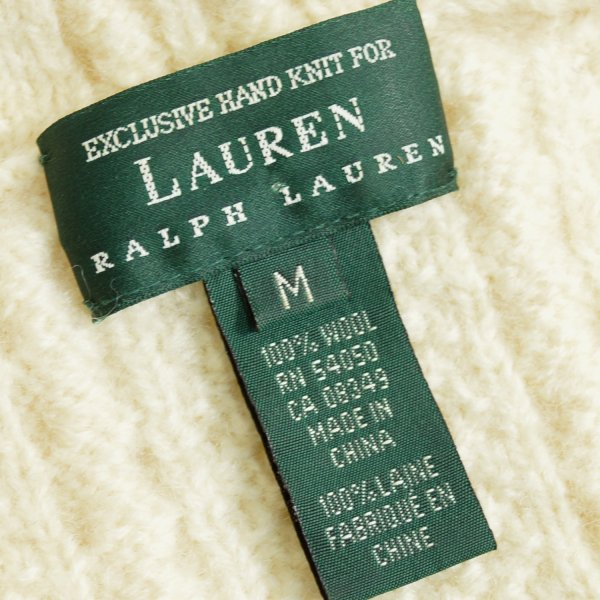 EXCLUSIVE HAND KNIT FOR
LAUREN
RALPH LAUREN
M
100% WOOL
RN 54050
CA 08349
MADE IN
CHINA
100% LAINE
FABRIQUE EN
CHINE